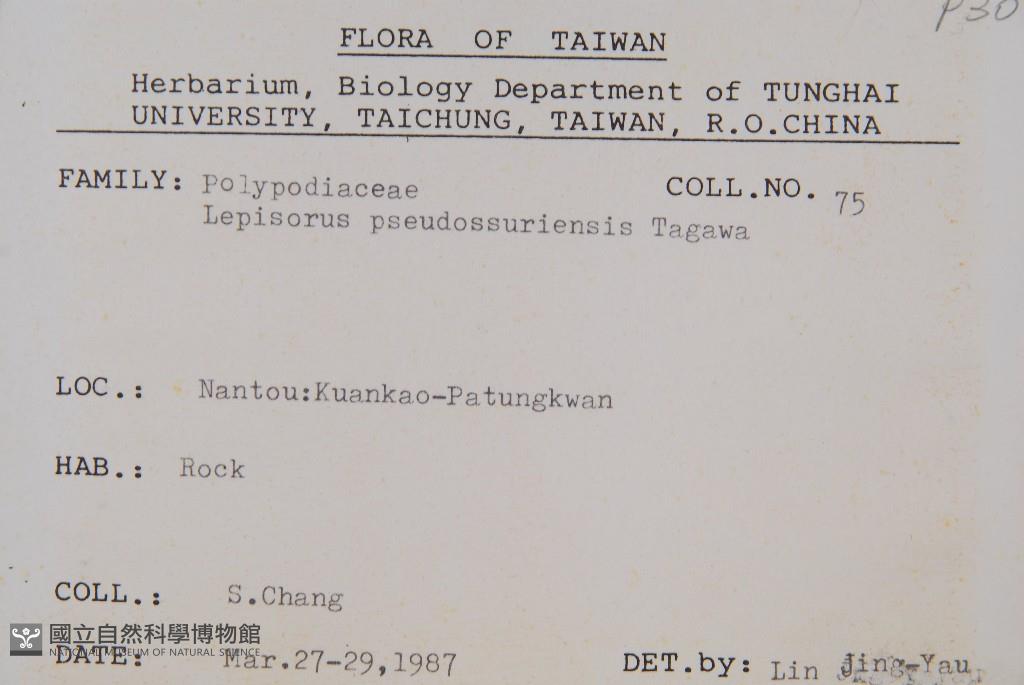 P30
FLORA OF TAIWAN
Herbarium, Biology Department of TUNGHAI
UNIVERSITY, TAICHUNG, TAIWAN, R.O.CHINA
FAMILY: Polypodiaceae COLL.NO. 75
Lepisorus pseudossuriensis Tagawa
LOC.: Nantou:Kuankao-Patungkwan
HAB.: Rock
COLL.: S.Chang
國立自然科學博物館
NATIONAL MUSEUM OF NATURAL SCIENCE
DATE: Mar.27-29,1987 DET.by: Lin Jing-Yau